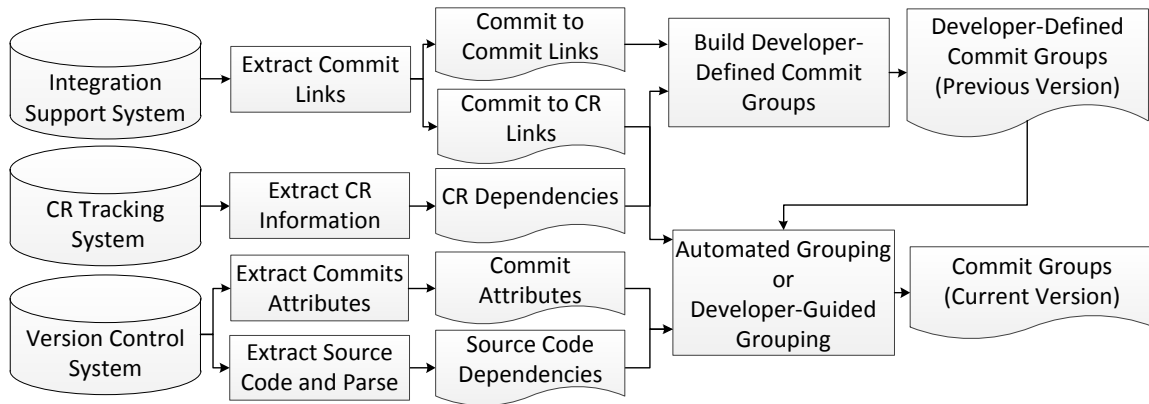 Integration
Support System
Extract Commit
Links
Commit to
Commit Links
Commit to CR
Links
Build Developer-
Defined Commit
Groups
Developer-Defined
Commit Groups
(Previous Version)
CR Tracking
System
Extract CR
Information
CR Dependencies
Version Control
System
Extract Commits
Attributes
Commit
Attributes
Extract Source
Code and Parse
Source Code
Dependencies
Automated Grouping
or
Developer-Guided
Grouping
Commit Groups
(Current Version)